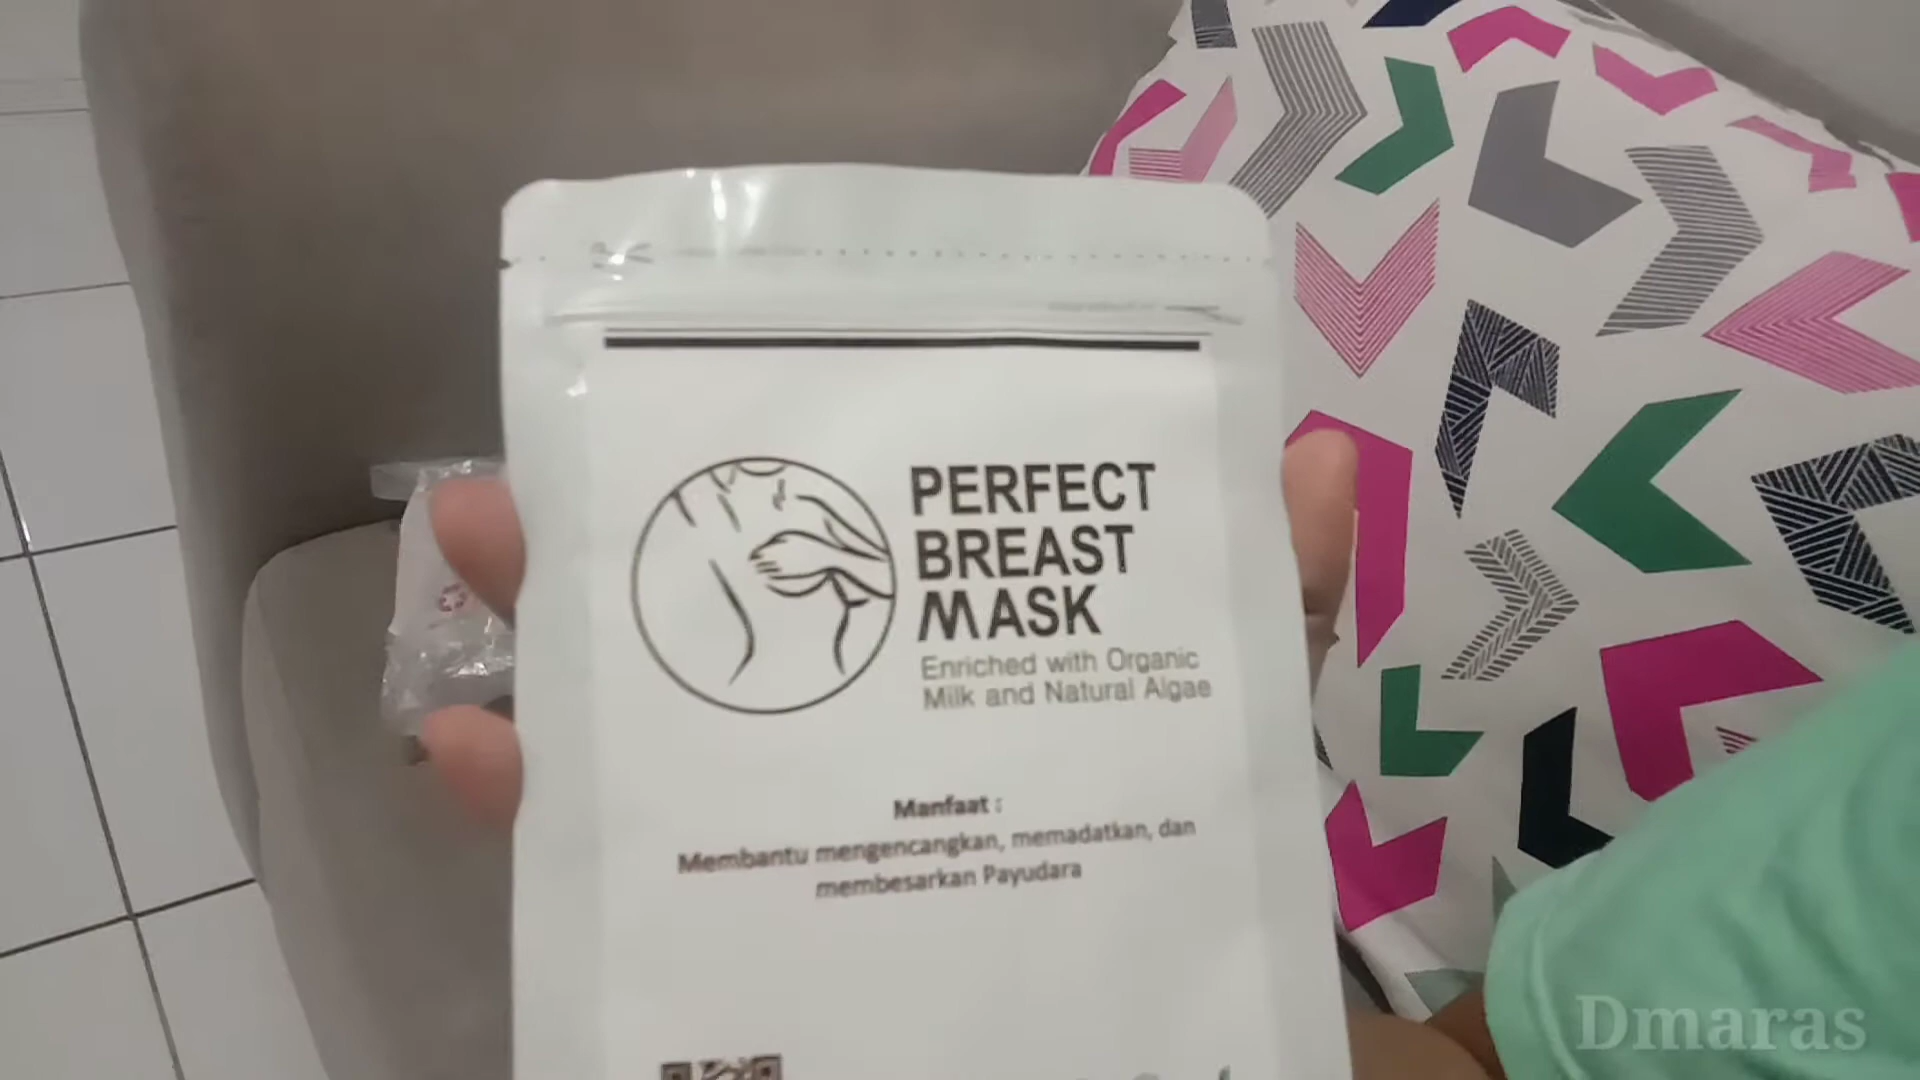 PERFECT
BREAST
MASK
Enriched with Organic
Milk and Natural Algae
Manfaat :
Membantu mengencangkan, memadatkan, dan
membesarkan Payudara
Dmaras